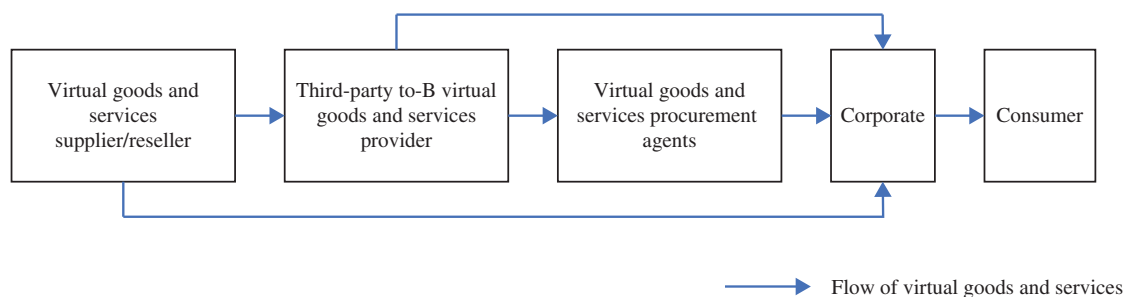 Virtual goods and
services
supplier/reseller
Third-party to-B virtual
goods and services
provider
Virtual goods and
services procurement
agents
Corporate
Consumer
Flow of virtual goods and services